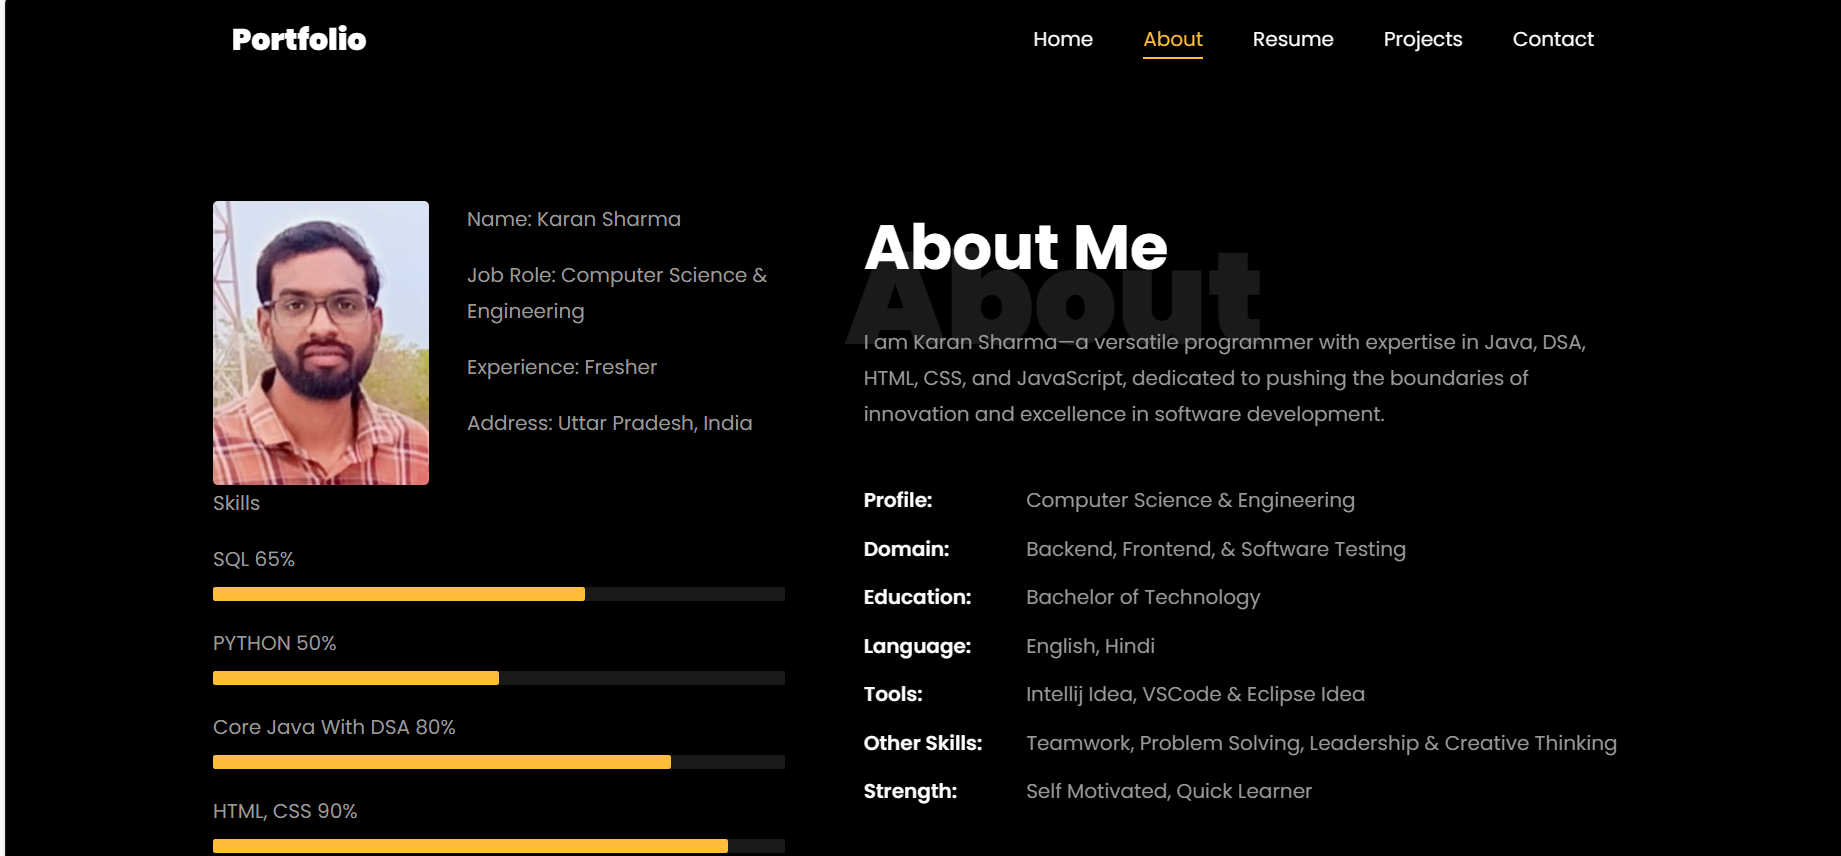 Portfolio
Home About Resume Projects Contact
Name: Karan Sharma
Job Role: Computer Science &
Engineering
Experience: Fresher
Address: Uttar Pradesh, India
Skills
SQL 65%
PYTHON 50%
Core Java With DSA 80%
HTML, CSS 90%
About
About Me
I am Karan Sharma—a versatile programmer with expertise in Java, DSA,
HTML, CSS, and JavaScript, dedicated to pushing the boundaries of
innovation and excellence in software development.
Profile: Computer Science & Engineering
Domain: Backend, Frontend, & Software Testing
Education: Bachelor of Technology
Language: English, Hindi
Tools: Intellij Idea, VSCode & Eclipse Idea
Other Skills: Teamwork, Problem Solving, Leadership & Creative Thinking
Strength: Self Motivated, Quick Learner